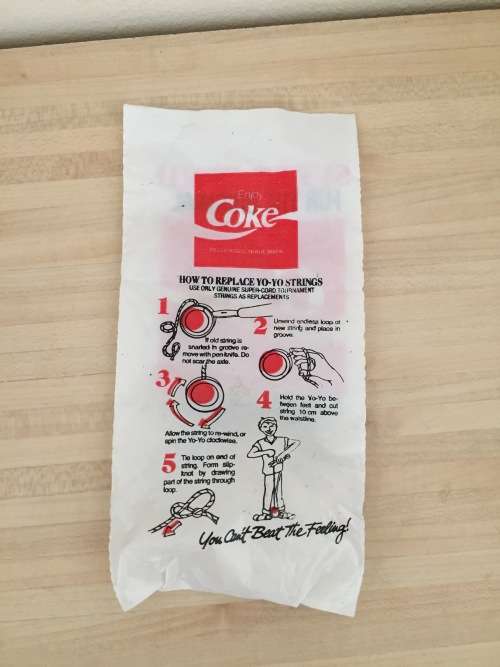 Enjoy
Coke
HOW TO REPLACE YO-YO STRINGS
USE ONLY GENUINE SUPER-CORD TOURNAMENT
STRINGS AS REPLACEMENTS
1
If old string is
snarled in groove re-
move with penknife. Do
not scar the axle.
2
Unwind endless loop of
new string and place in
groove.
3
Allow the string to re-wind, or
spin the Yo-Yo clockwise.
4
Hold the Yo-Yo be-
tween feet and cut
string 10 cm above
the waistline.
5
Tie loop on end of
string. Form slip-
knot by drawing
part of the string through
loop.
You Can't Beat The Feeling!